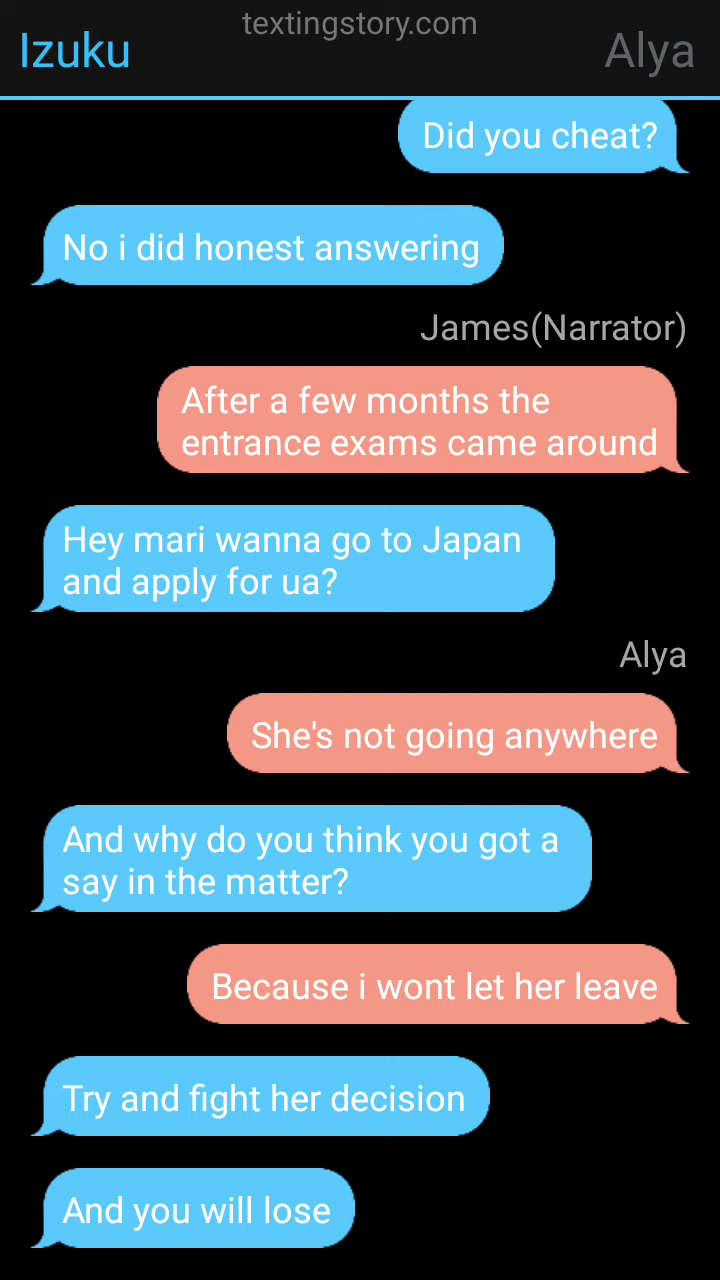 textingstory.com
Izuku
Alya
Did you cheat?
No i did honest answering
James(Narrator)
After a few months the
entrance exams came around
Hey mari wanna go to Japan
and apply for ua?
Alya
She's not going anywhere
And why do you think you got a
say in the matter?
Because i wont let her leave
Try and fight her decision
And you will lose